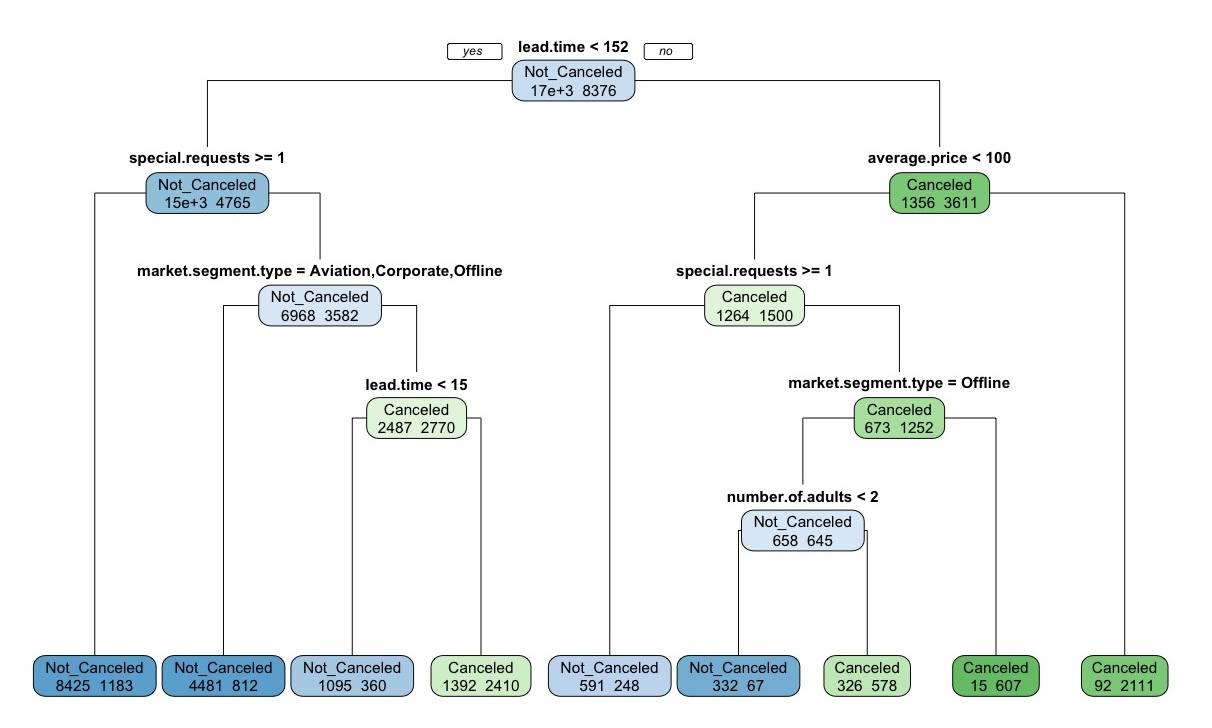 lead.time < 152
yes
no
Not_Canceled
17e+3 8376
special.requests >= 1
average.price < 100
Not_Canceled
15e+3 4765
Canceled
1356 3611
market.segment.type = Aviation,Corporate,Offline
special.requests >= 1
Not_Canceled
6968 3582
Canceled
1264 1500
lead.time < 15
market.segment.type = Offline
Canceled
2487 2770
Canceled
673 1252
number.of.adults < 2
Not_Canceled
658 645
Not_Canceled
8425 1183
Not_Canceled
4481 812
Not_Canceled
1095 360
Canceled
1392 2410
Not_Canceled
591 248
Not_Canceled
332 67
Canceled
326 578
Canceled
15 607
Canceled
92 2111